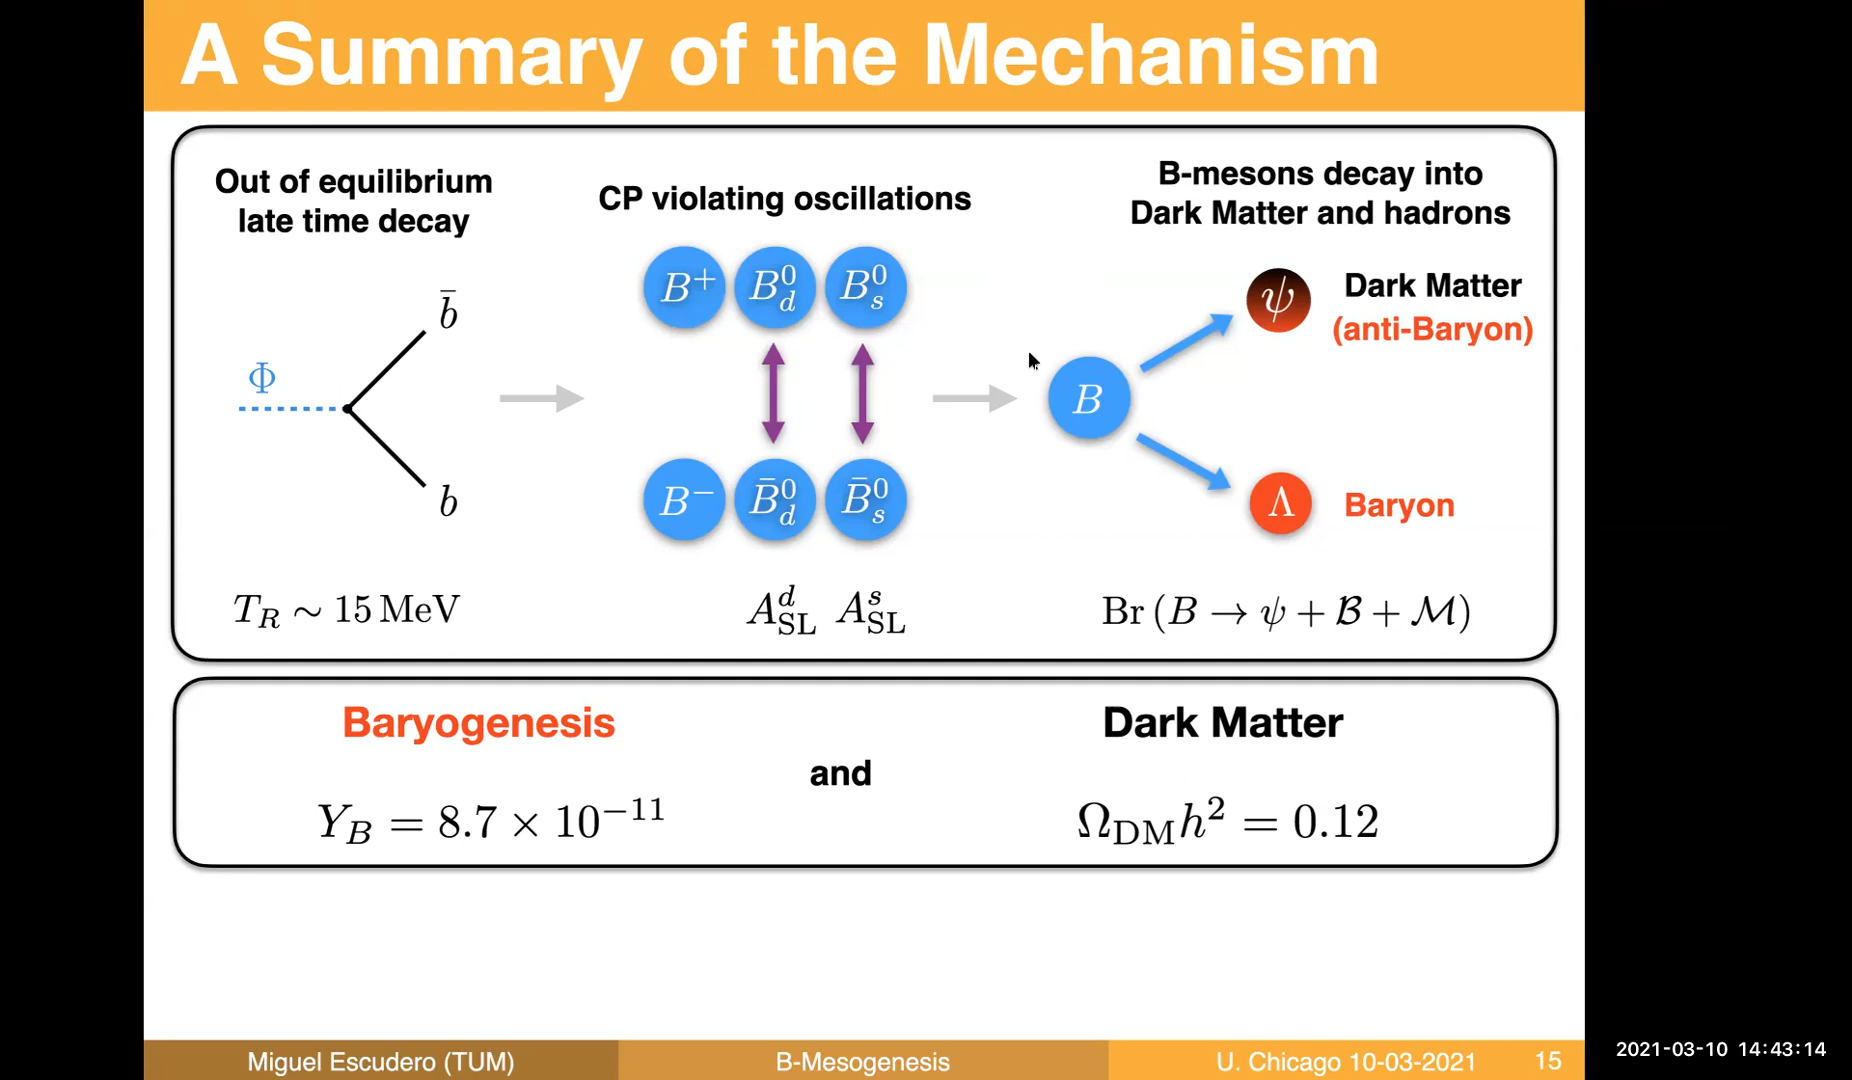 A Summary of the Mechanism
Out of equilibrium
late time decay
Φ
b̄
b
T_R ∼ 15 MeV
CP violating oscillations
B⁺ B⁰_d B⁰_s
B⁻ B̄⁰_d B̄⁰_s
A^d_SL A^s_SL
B-mesons decay into
Dark Matter and hadrons
B
ψ
Dark Matter
(anti-Baryon)
Λ
Baryon
Br (B → ψ + ℬ + ℳ)
Baryogenesis
Y_B = 8.7 × 10⁻¹¹
and
Dark Matter
Ω_DM h² = 0.12
Miguel Escudero (TUM)
B-Mesogenesis
U. Chicago 10-03-2021
15
2021-03-10 14:43:14